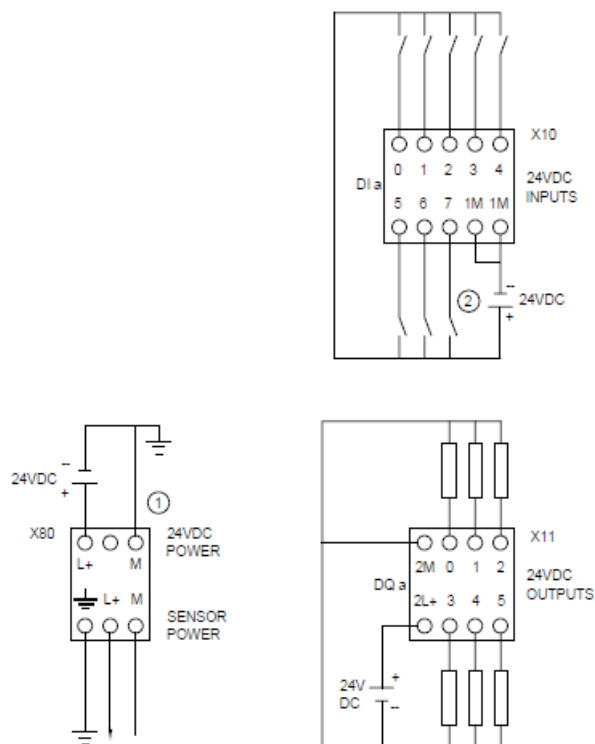 X10
0 1 2 3 4
DI a
24VDC
INPUTS
5 6 7 1M 1M
2
--
24VDC
+
--
24VDC
+
1
X80
24VDC
POWER
L+ M
L+ M
SENSOR
POWER
X11
2M 0 1 2
DQ a
24VDC
OUTPUTS
2L+ 3 4 5
24V
DC
+
--